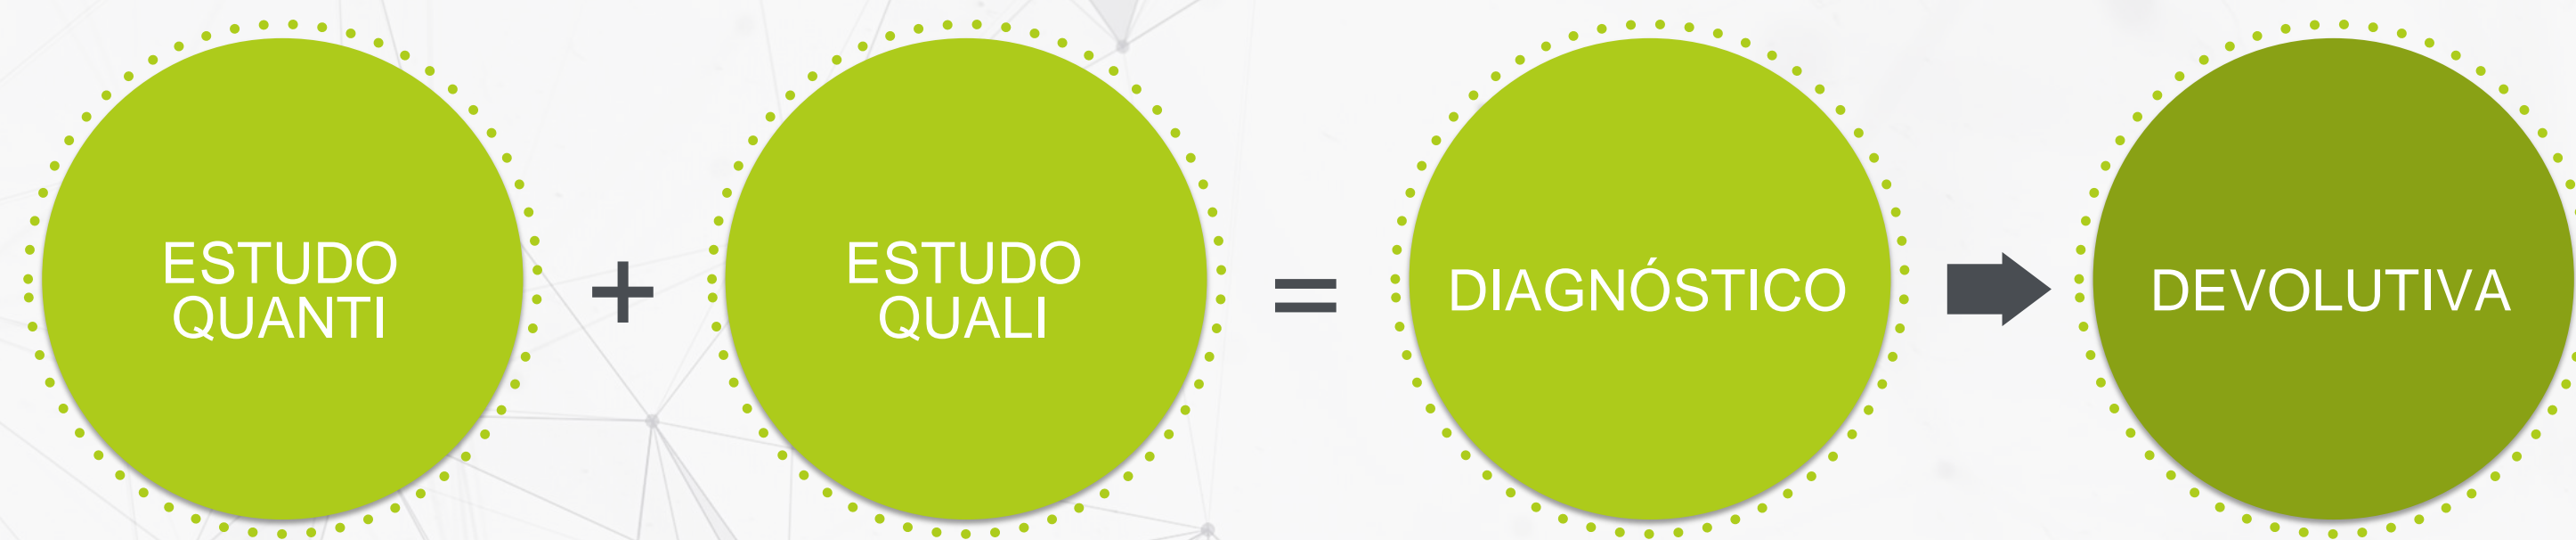 ESTUDO
QUANTI
+
ESTUDO
QUALI
=
DIAGNÓSTICO
DEVOLUTIVA